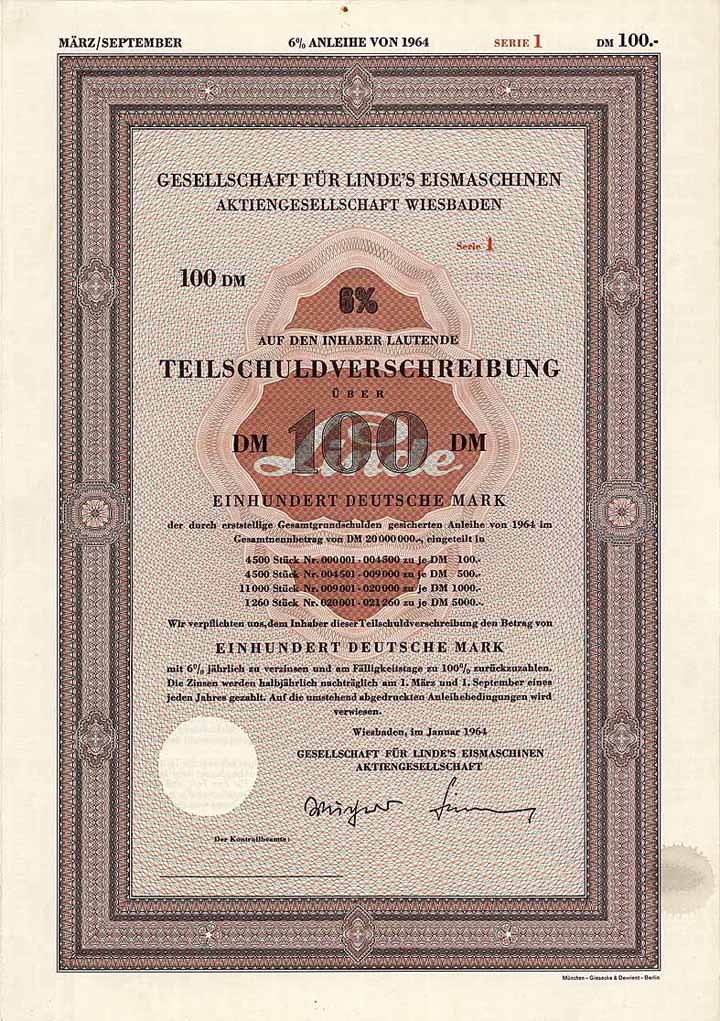 MÄRZ/SEPTEMBER 6% ANLEIHE VON 1964 SERIE 1 DM 100.-
GESELLSCHAFT FÜR LINDE'S EISMASCHINEN
AKTIENGESELLSCHAFT WIESBADEN
Serie 1
100 DM
6%
AUF DEN INHABER LAUTENDE
TEILSCHULDVERSCHREIBUNG
ÜBER
DM 100 DM
Linde
EINHUNDERT DEUTSCHE MARK
der durch erststellige Gesamtgrundschulden gesicherten Anleihe von 1964 im
Gesamtnennbetrag von DM 20000000.-, eingeteilt in
4500 Stück Nr. 000001-004500 zu je DM 100.-
4500 Stück Nr. 004501-009000 zu je DM 500.-
11000 Stück Nr. 009001-020000 zu je DM 1000.-
1260 Stück Nr. 020001-021260 zu je DM 5000.-.
Wir verpflichten uns, dem Inhaber dieser Teilschuldverschreibung den Betrag von
EINHUNDERT DEUTSCHE MARK
mit 6% jährlich zu verzinsen und am Fälligkeitstage zu 100% zurückzuzahlen.
Die Zinsen werden halbjährlich nachträglich am 1. März und 1. September eines
jeden Jahres gezahlt. Auf die umstehend abgedruckten Anleihebedingungen wird
verwiesen.
Wiesbaden, im Januar 1964
GESELLSCHAFT FÜR LINDE'S EISMASCHINEN
AKTIENGESELLSCHAFT
Der Kontrollbeamte:
München - Giesecke & Devrient - Berlin